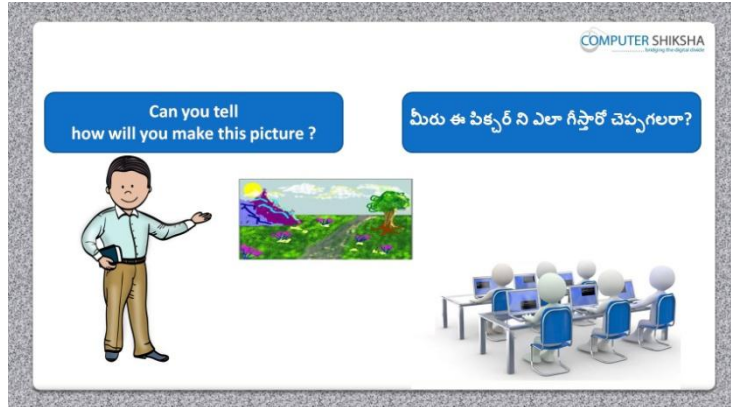 COMPUTER SHIKSHA
bridging the digital divide
Can you tell
how will you make this picture ?
మీరు ఈ పిక్చర్ ని ఎలా గీస్తారో చెప్పగలరా?